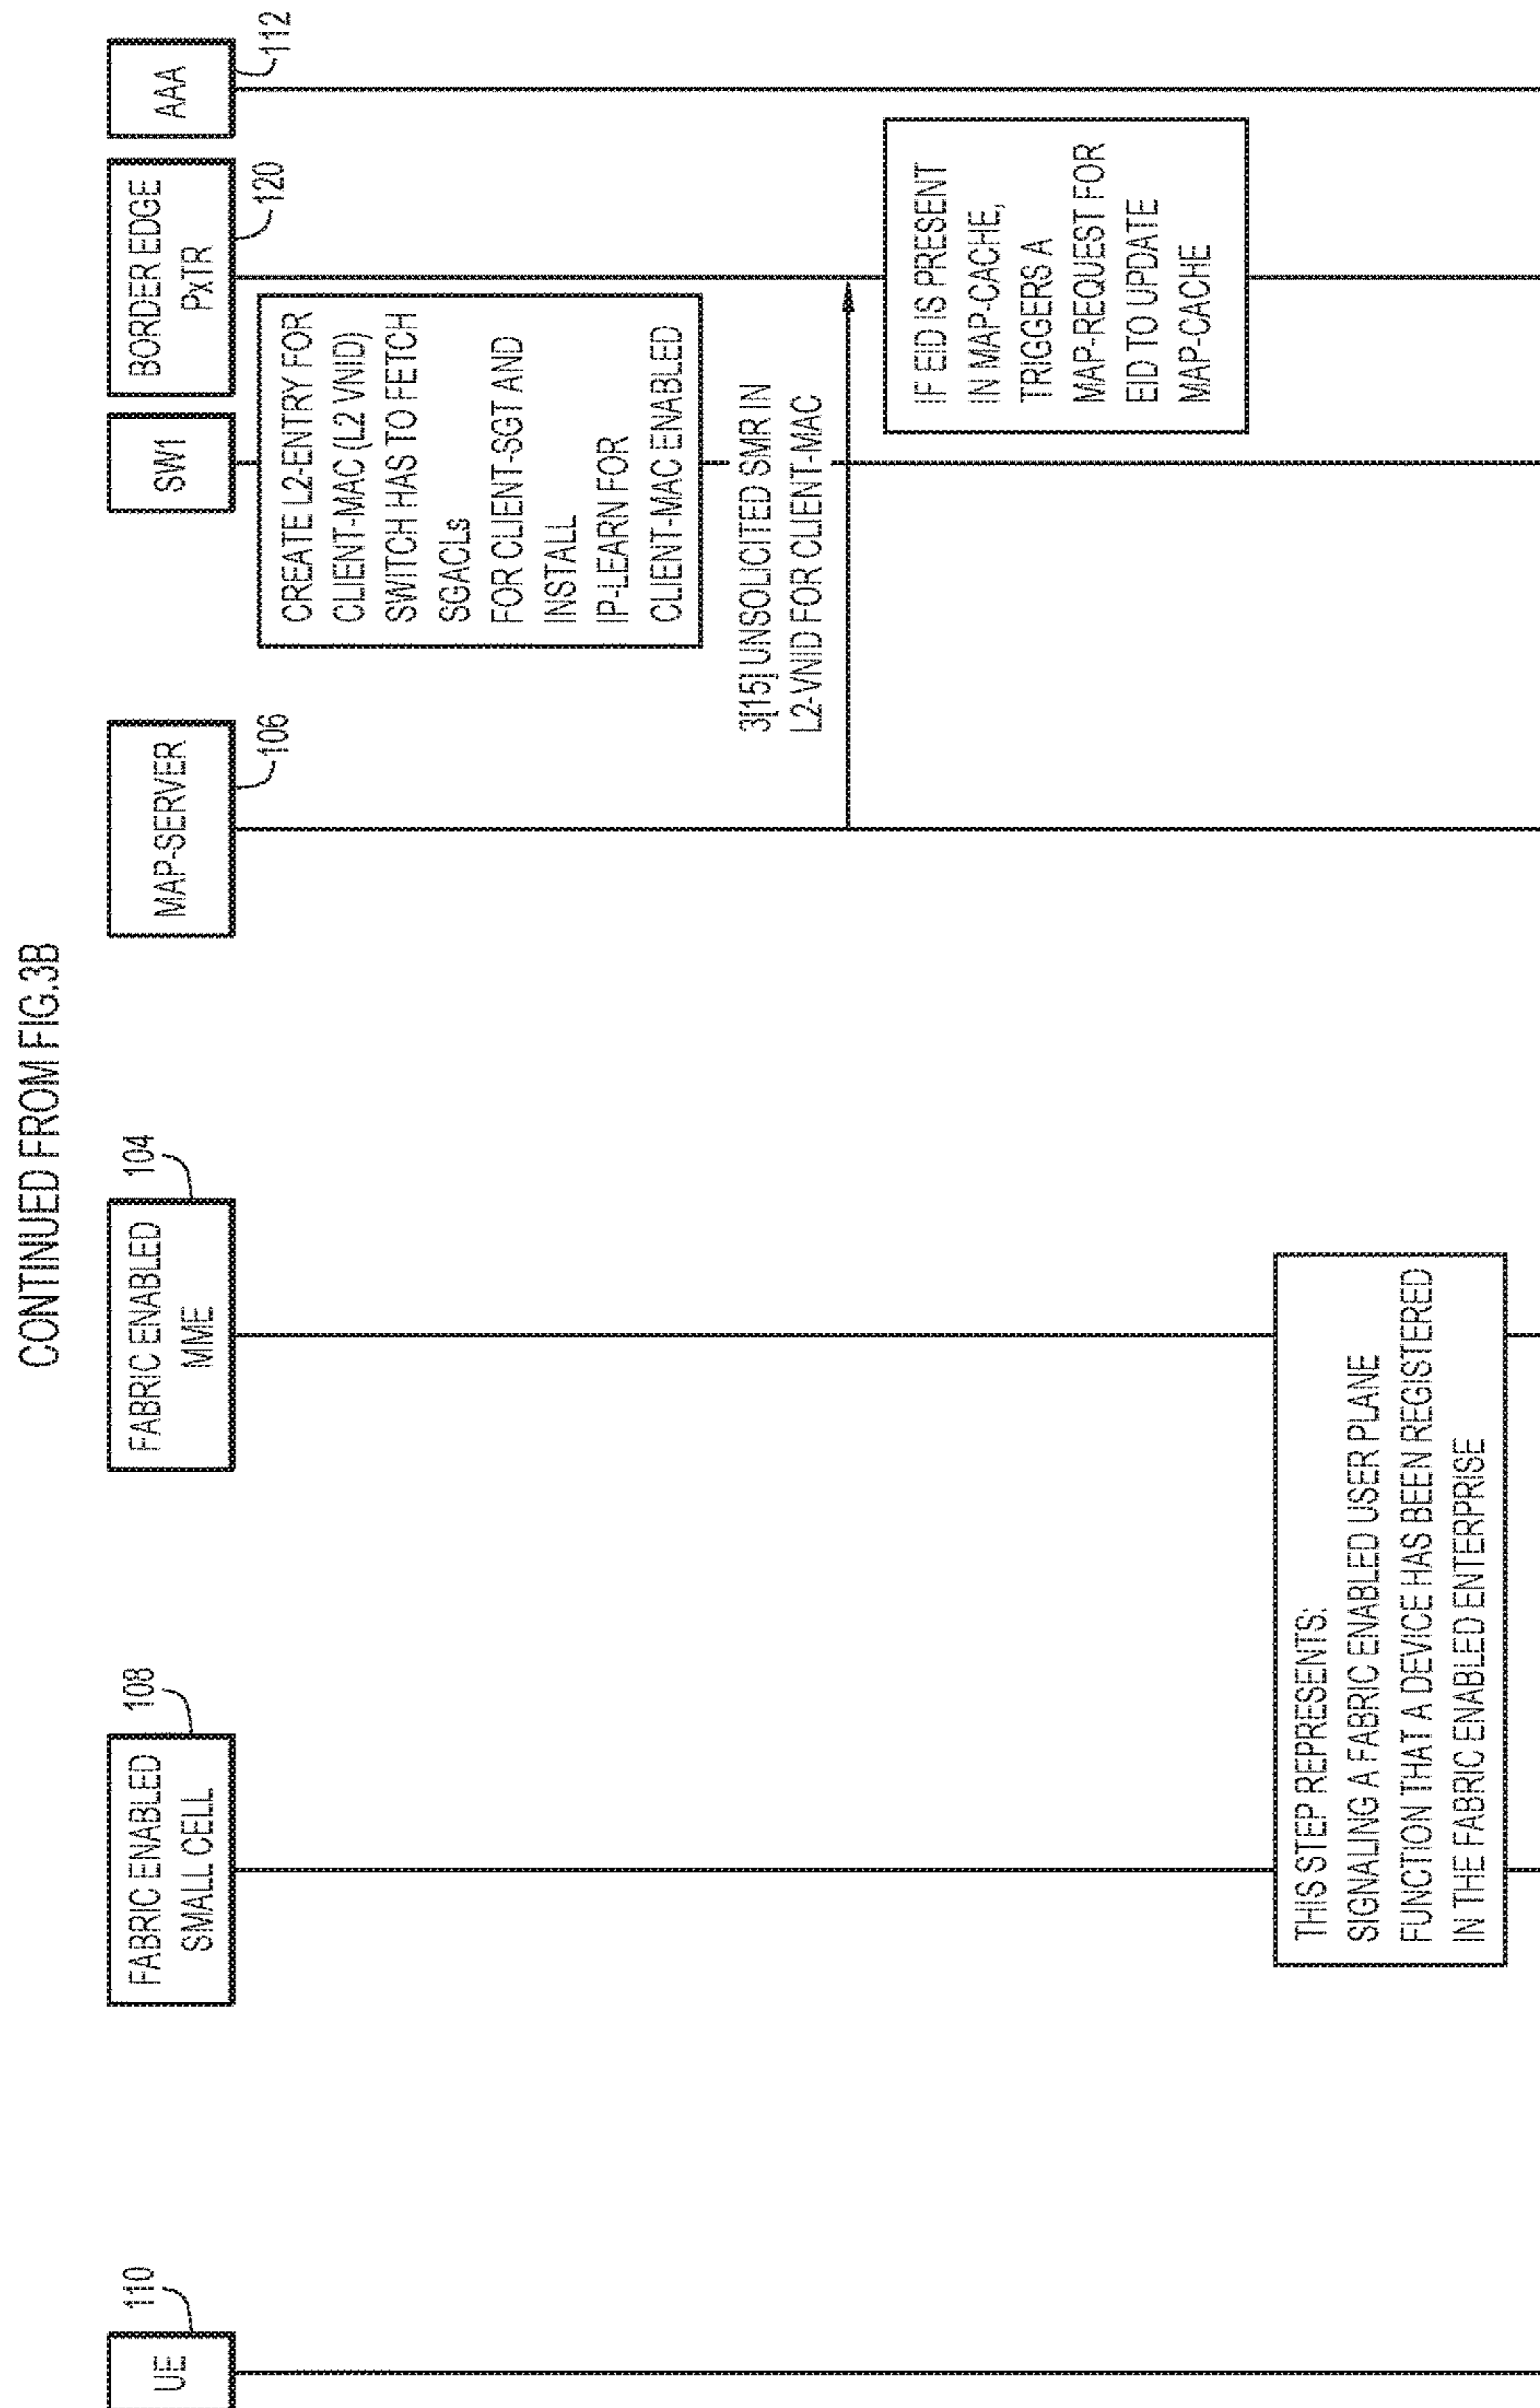 CONTINUED FROM FIG.3B
UE
110
FABRIC ENABLED
SMALL CELL
108
FABRIC ENABLED
MME
104
MAP-SERVER
106
SW1
BORDER EDGE
PxTR
120
AAA
112
CREATE L2-ENTRY FOR
CLIENT-MAC (L2 VNID)
SWITCH HAS TO FETCH
SGACLs
FOR CLIENT-SGT AND
INSTALL
IP-LEARN FOR
CLIENT-MAC ENABLED
3[15] UNSOLICITED SMR IN
L2-VNID FOR CLIENT-MAC
IF EID IS PRESENT
IN MAP-CACHE,
TRIGGERS A
MAP-REQUEST FOR
EID TO UPDATE
MAP-CACHE
THIS STEP REPRESENTS:
SIGNALING A FABRIC ENABLED USER PLANE
FUNCTION THAT A DEVICE HAS BEEN REGISTERED
IN THE FABRIC ENABLED ENTERPRISE